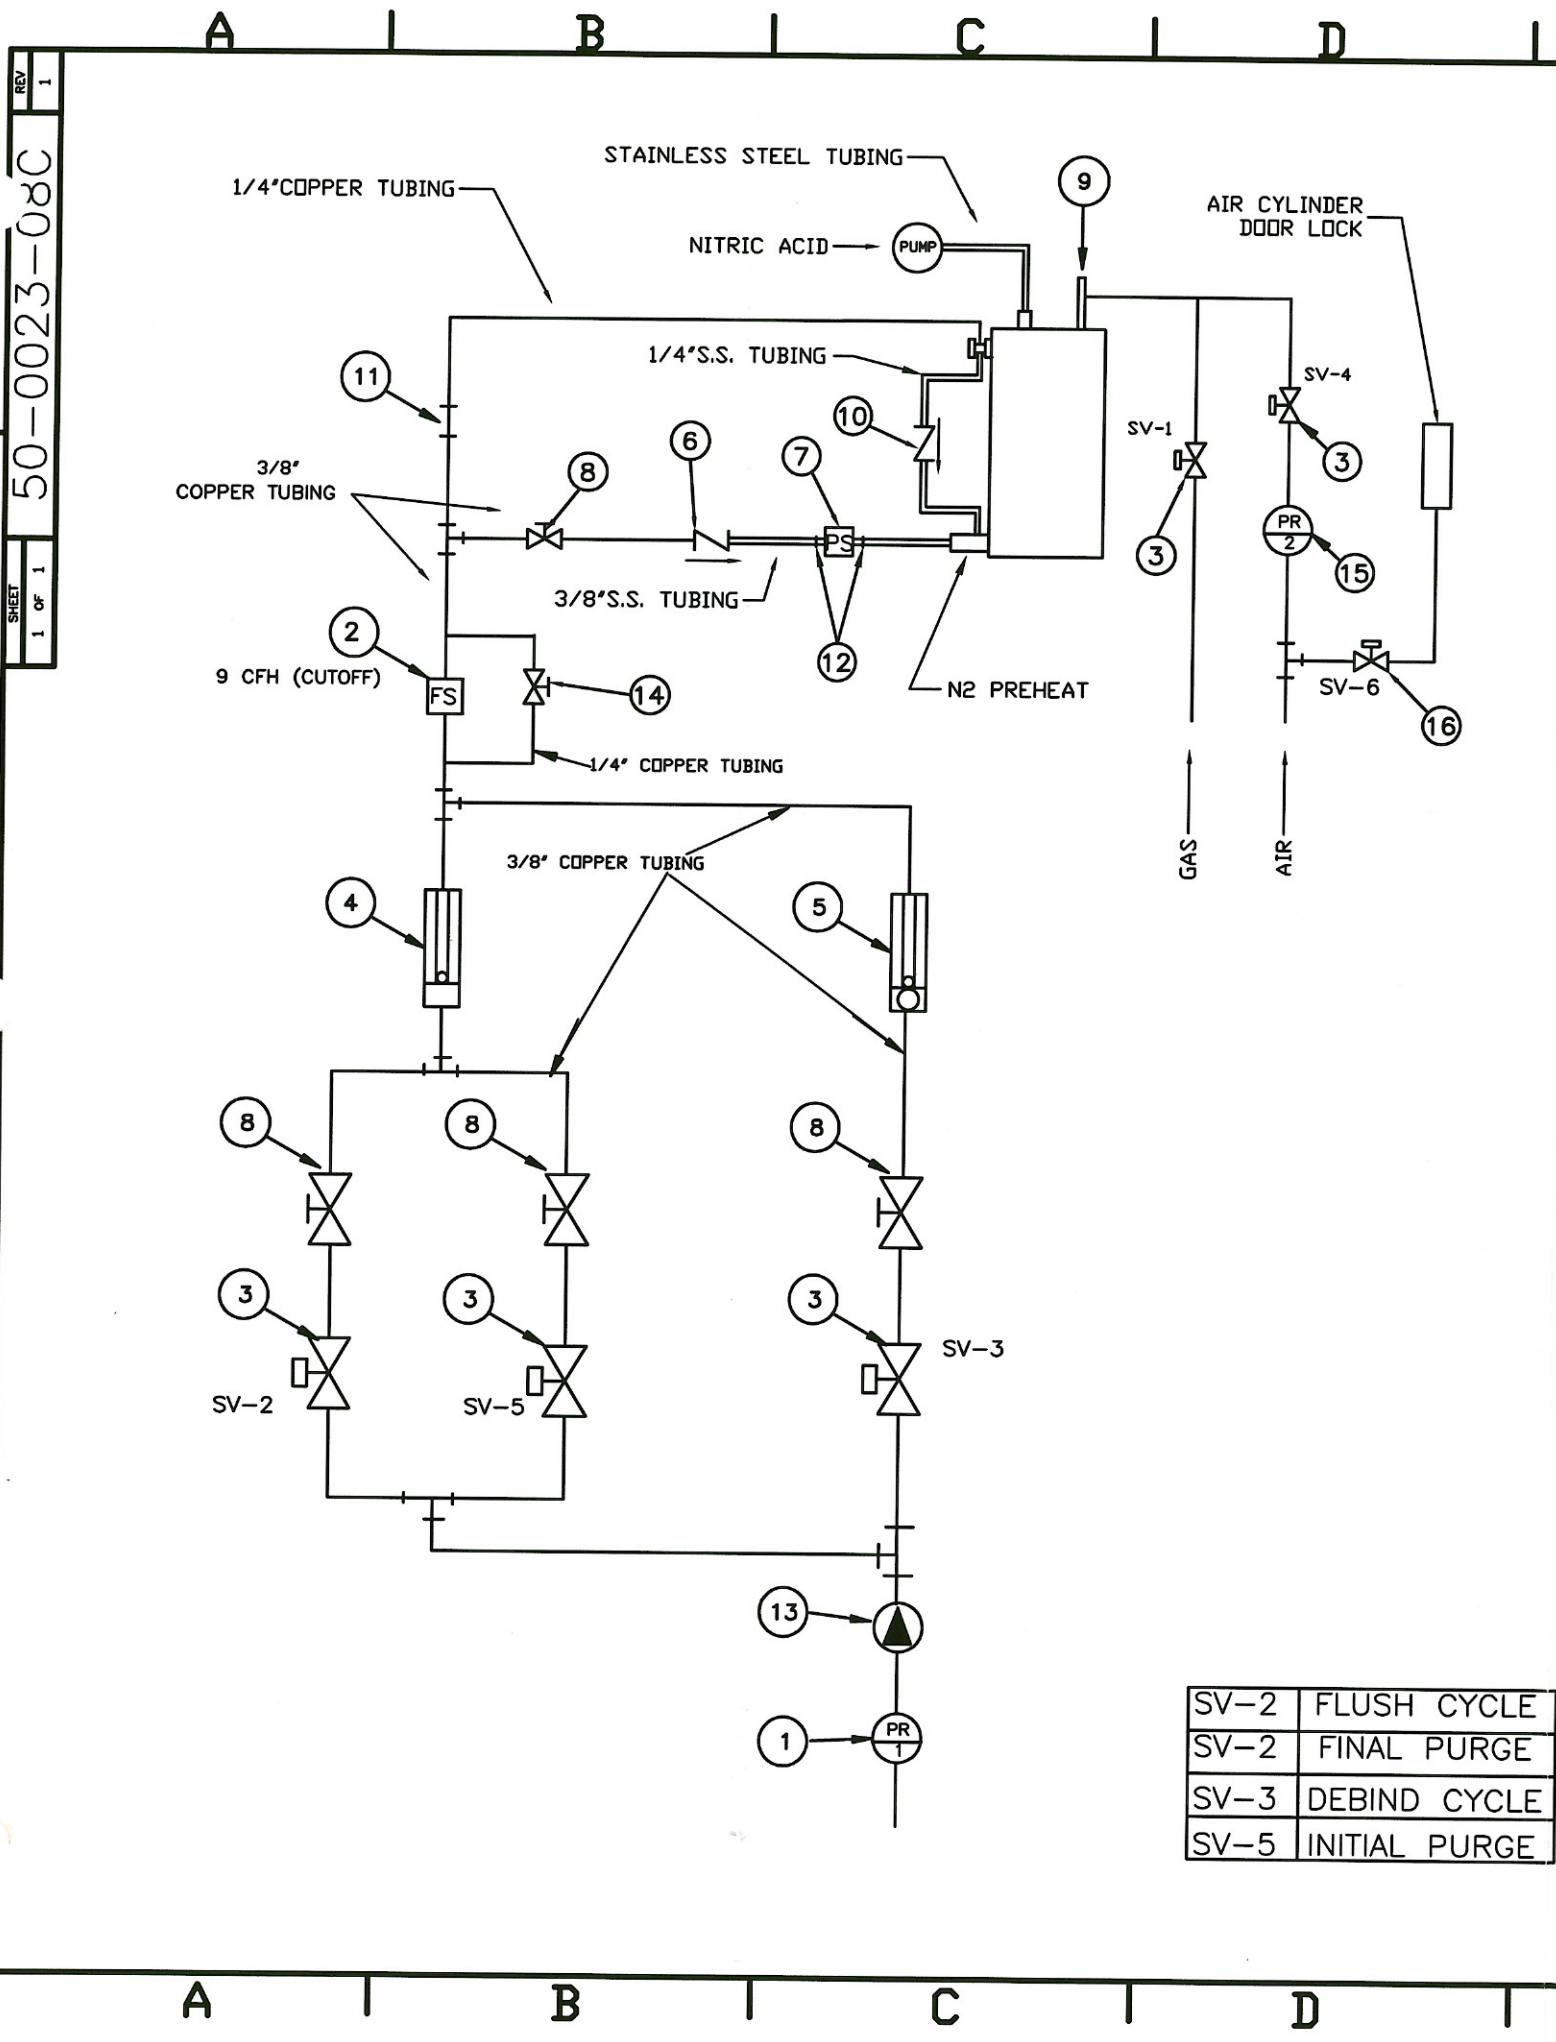 A B C D
REV 1
50-0023-08C
SHEET
1 OF 1
STAINLESS STEEL TUBING
1/4"COPPER TUBING
9
AIR CYLINDER
DOOR LOCK
NITRIC ACID
PUMP
1/4"S.S. TUBING
11
SV-4
10
SV-1
6
7
3
3/8"
COPPER TUBING
8
PR
2
PS
3
15
3/8"S.S. TUBING
2
12
9 CFH (CUTOFF)
FS
14
N2 PREHEAT
SV-6
16
1/4" COPPER TUBING
GAS
AIR
3/8" COPPER TUBING
4
5
8
8
8
3
3
3
SV-3
SV-2
SV-5
13
1
PR
1
SV-2 FLUSH CYCLE
SV-2 FINAL PURGE
SV-3 DEBIND CYCLE
SV-5 INITIAL PURGE
A B C D